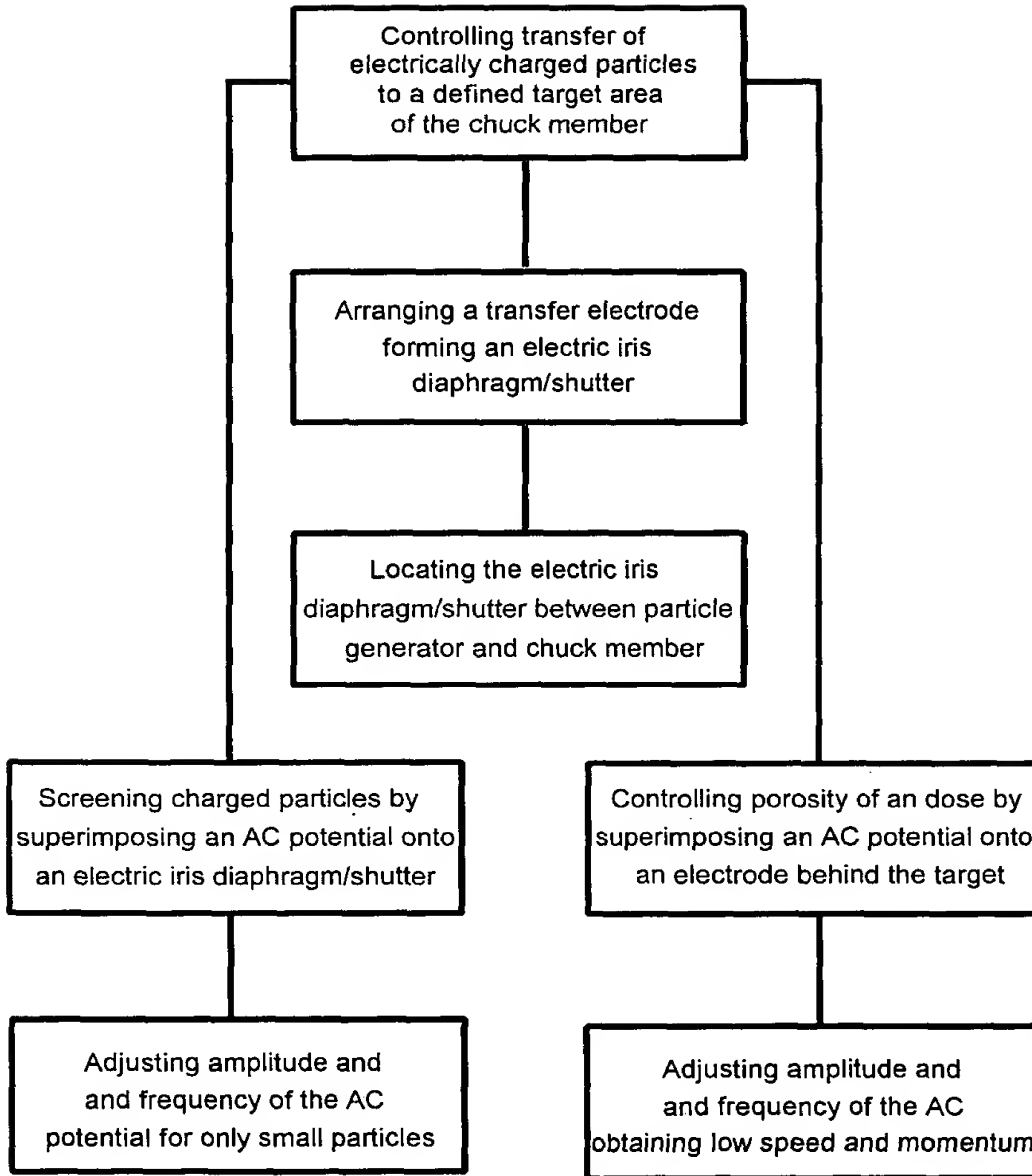 Controlling transfer of
electrically charged particles
to a defined target area
of the chuck member
Arranging a transfer electrode
forming an electric iris
diaphragm/shutter
Locating the electric iris
diaphragm/shutter between particle
generator and chuck member
Screening charged particles by
superimposing an AC potential onto
an electric iris diaphragm/shutter
Controlling porosity of an dose by
superimposing an AC potential onto
an electrode behind the target
Adjusting amplitude and
and frequency of the AC
potential for only small particles
Adjusting amplitude and
and frequency of the AC
obtaining low speed and momentum